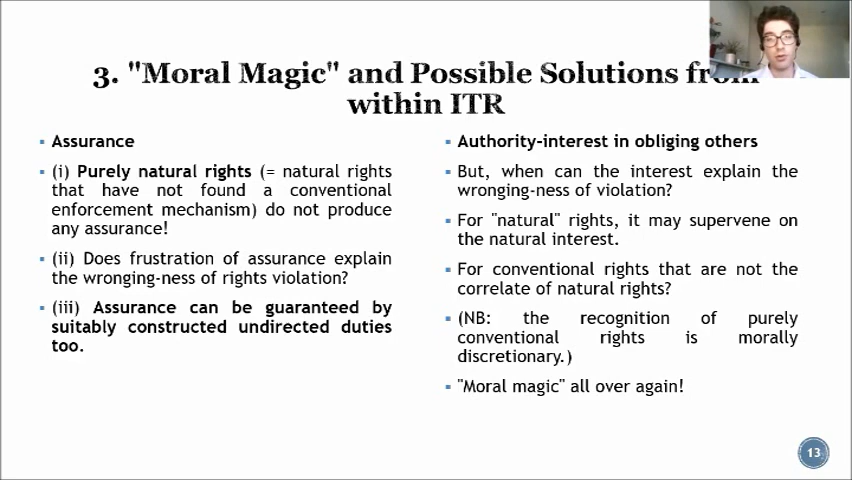 3. "Moral Magic" and Possible Solutions from
within ITR
Assurance
(i) Purely natural rights (= natural rights
that have not found a conventional
enforcement mechanism) do not produce
any assurance!
(ii) Does frustration of assurance explain
the wronging-ness of rights violation?
(iii) Assurance can be guaranteed by
suitably constructed undirected duties
too.
Authority-interest in obliging others
But, when can the interest explain the
wronging-ness of violation?
For "natural" rights, it may supervene on
the natural interest.
For conventional rights that are not the
correlate of natural rights?
(NB: the recognition of purely
conventional rights is morally
discretionary.)
"Moral magic" all over again!
13